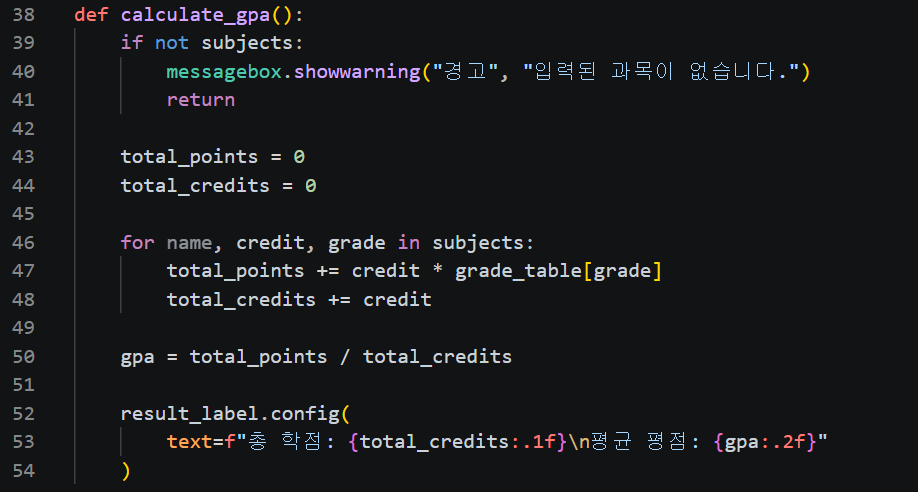 38 def calculate_gpa():
39     if not subjects:
40         messagebox.showwarning("경고", "입력된 과목이 없습니다.")
41         return
42
43     total_points = 0
44     total_credits = 0
45
46     for name, credit, grade in subjects:
47         total_points += credit * grade_table[grade]
48         total_credits += credit
49
50     gpa = total_points / total_credits
51
52     result_label.config(
53         text=f"총 학점: {total_credits:.1f}\n평균 평점: {gpa:.2f}"
54     )